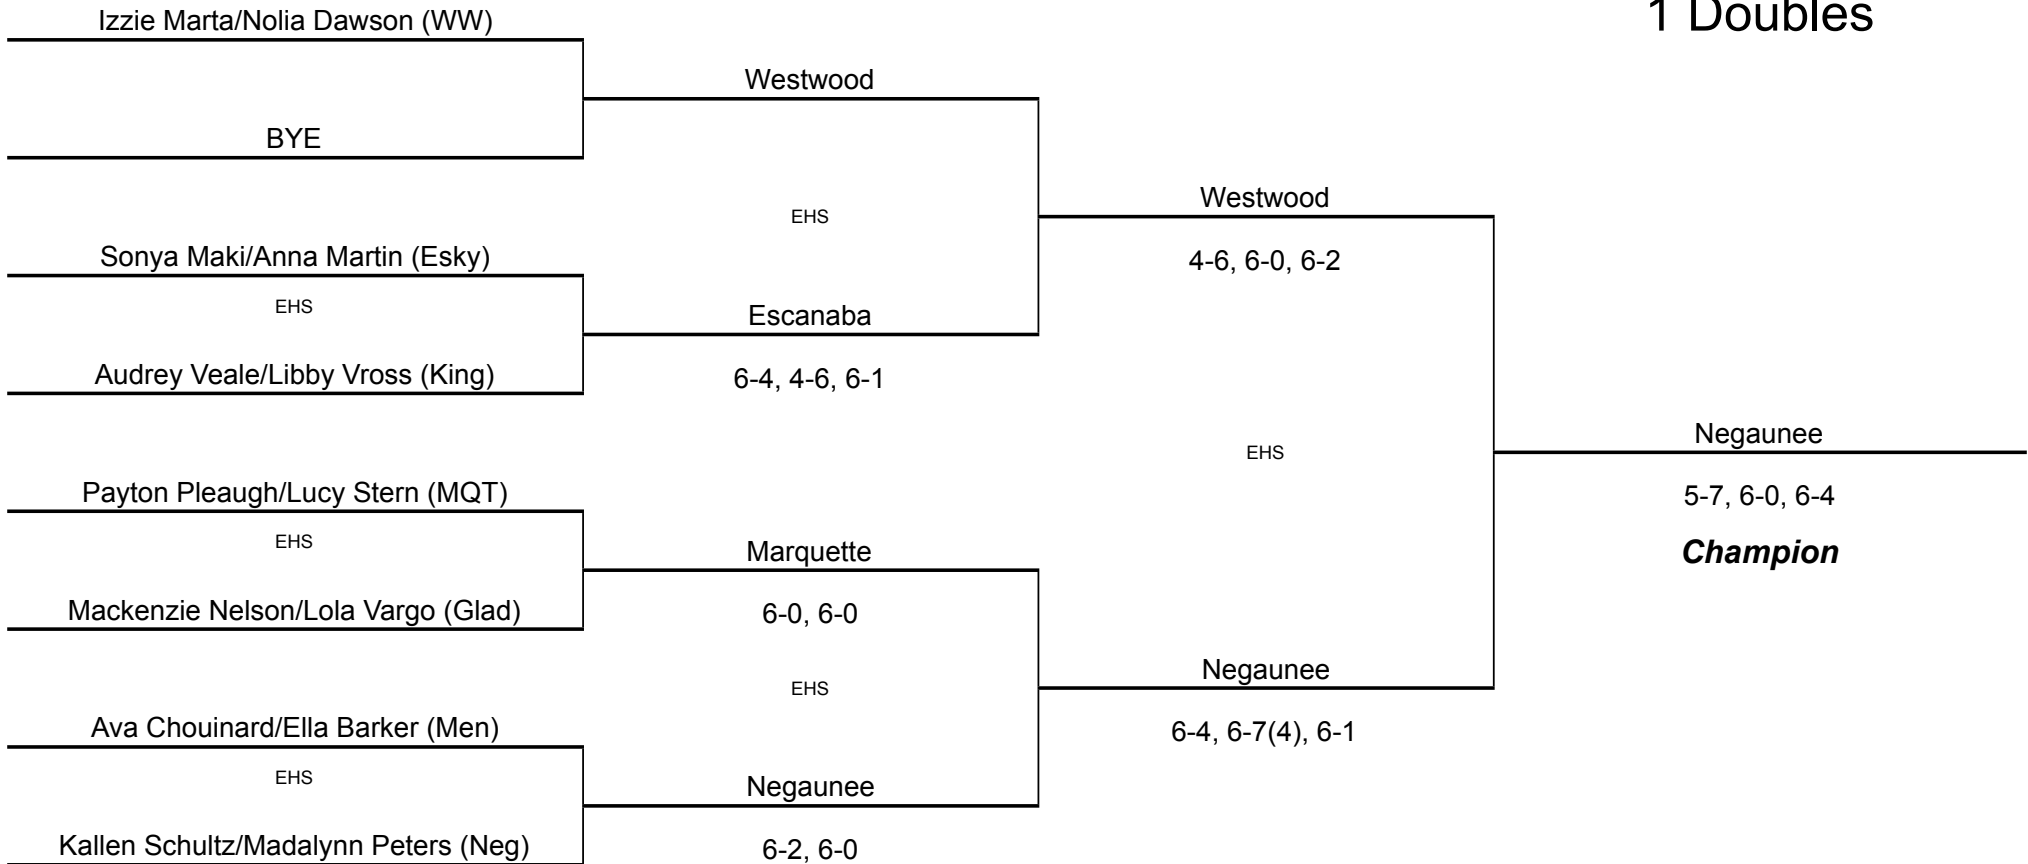 1 Doubles
Izzie Marta/Nolia Dawson (WW)
Westwood
BYE
Westwood
EHS
Sonya Maki/Anna Martin (Esky)
4-6, 6-0, 6-2
EHS
Escanaba
Audrey Veale/Libby Vross (King)
6-4, 4-6, 6-1
Negaunee
EHS
Payton Pleaugh/Lucy Stern (MQT)
5-7, 6-0, 6-4
EHS
Marquette
Champion
Mackenzie Nelson/Lola Vargo (Glad)
6-0, 6-0
Negaunee
EHS
Ava Chouinard/Ella Barker (Men)
6-4, 6-7(4), 6-1
EHS
Negaunee
Kallen Schultz/Madalynn Peters (Neg)
6-2, 6-0